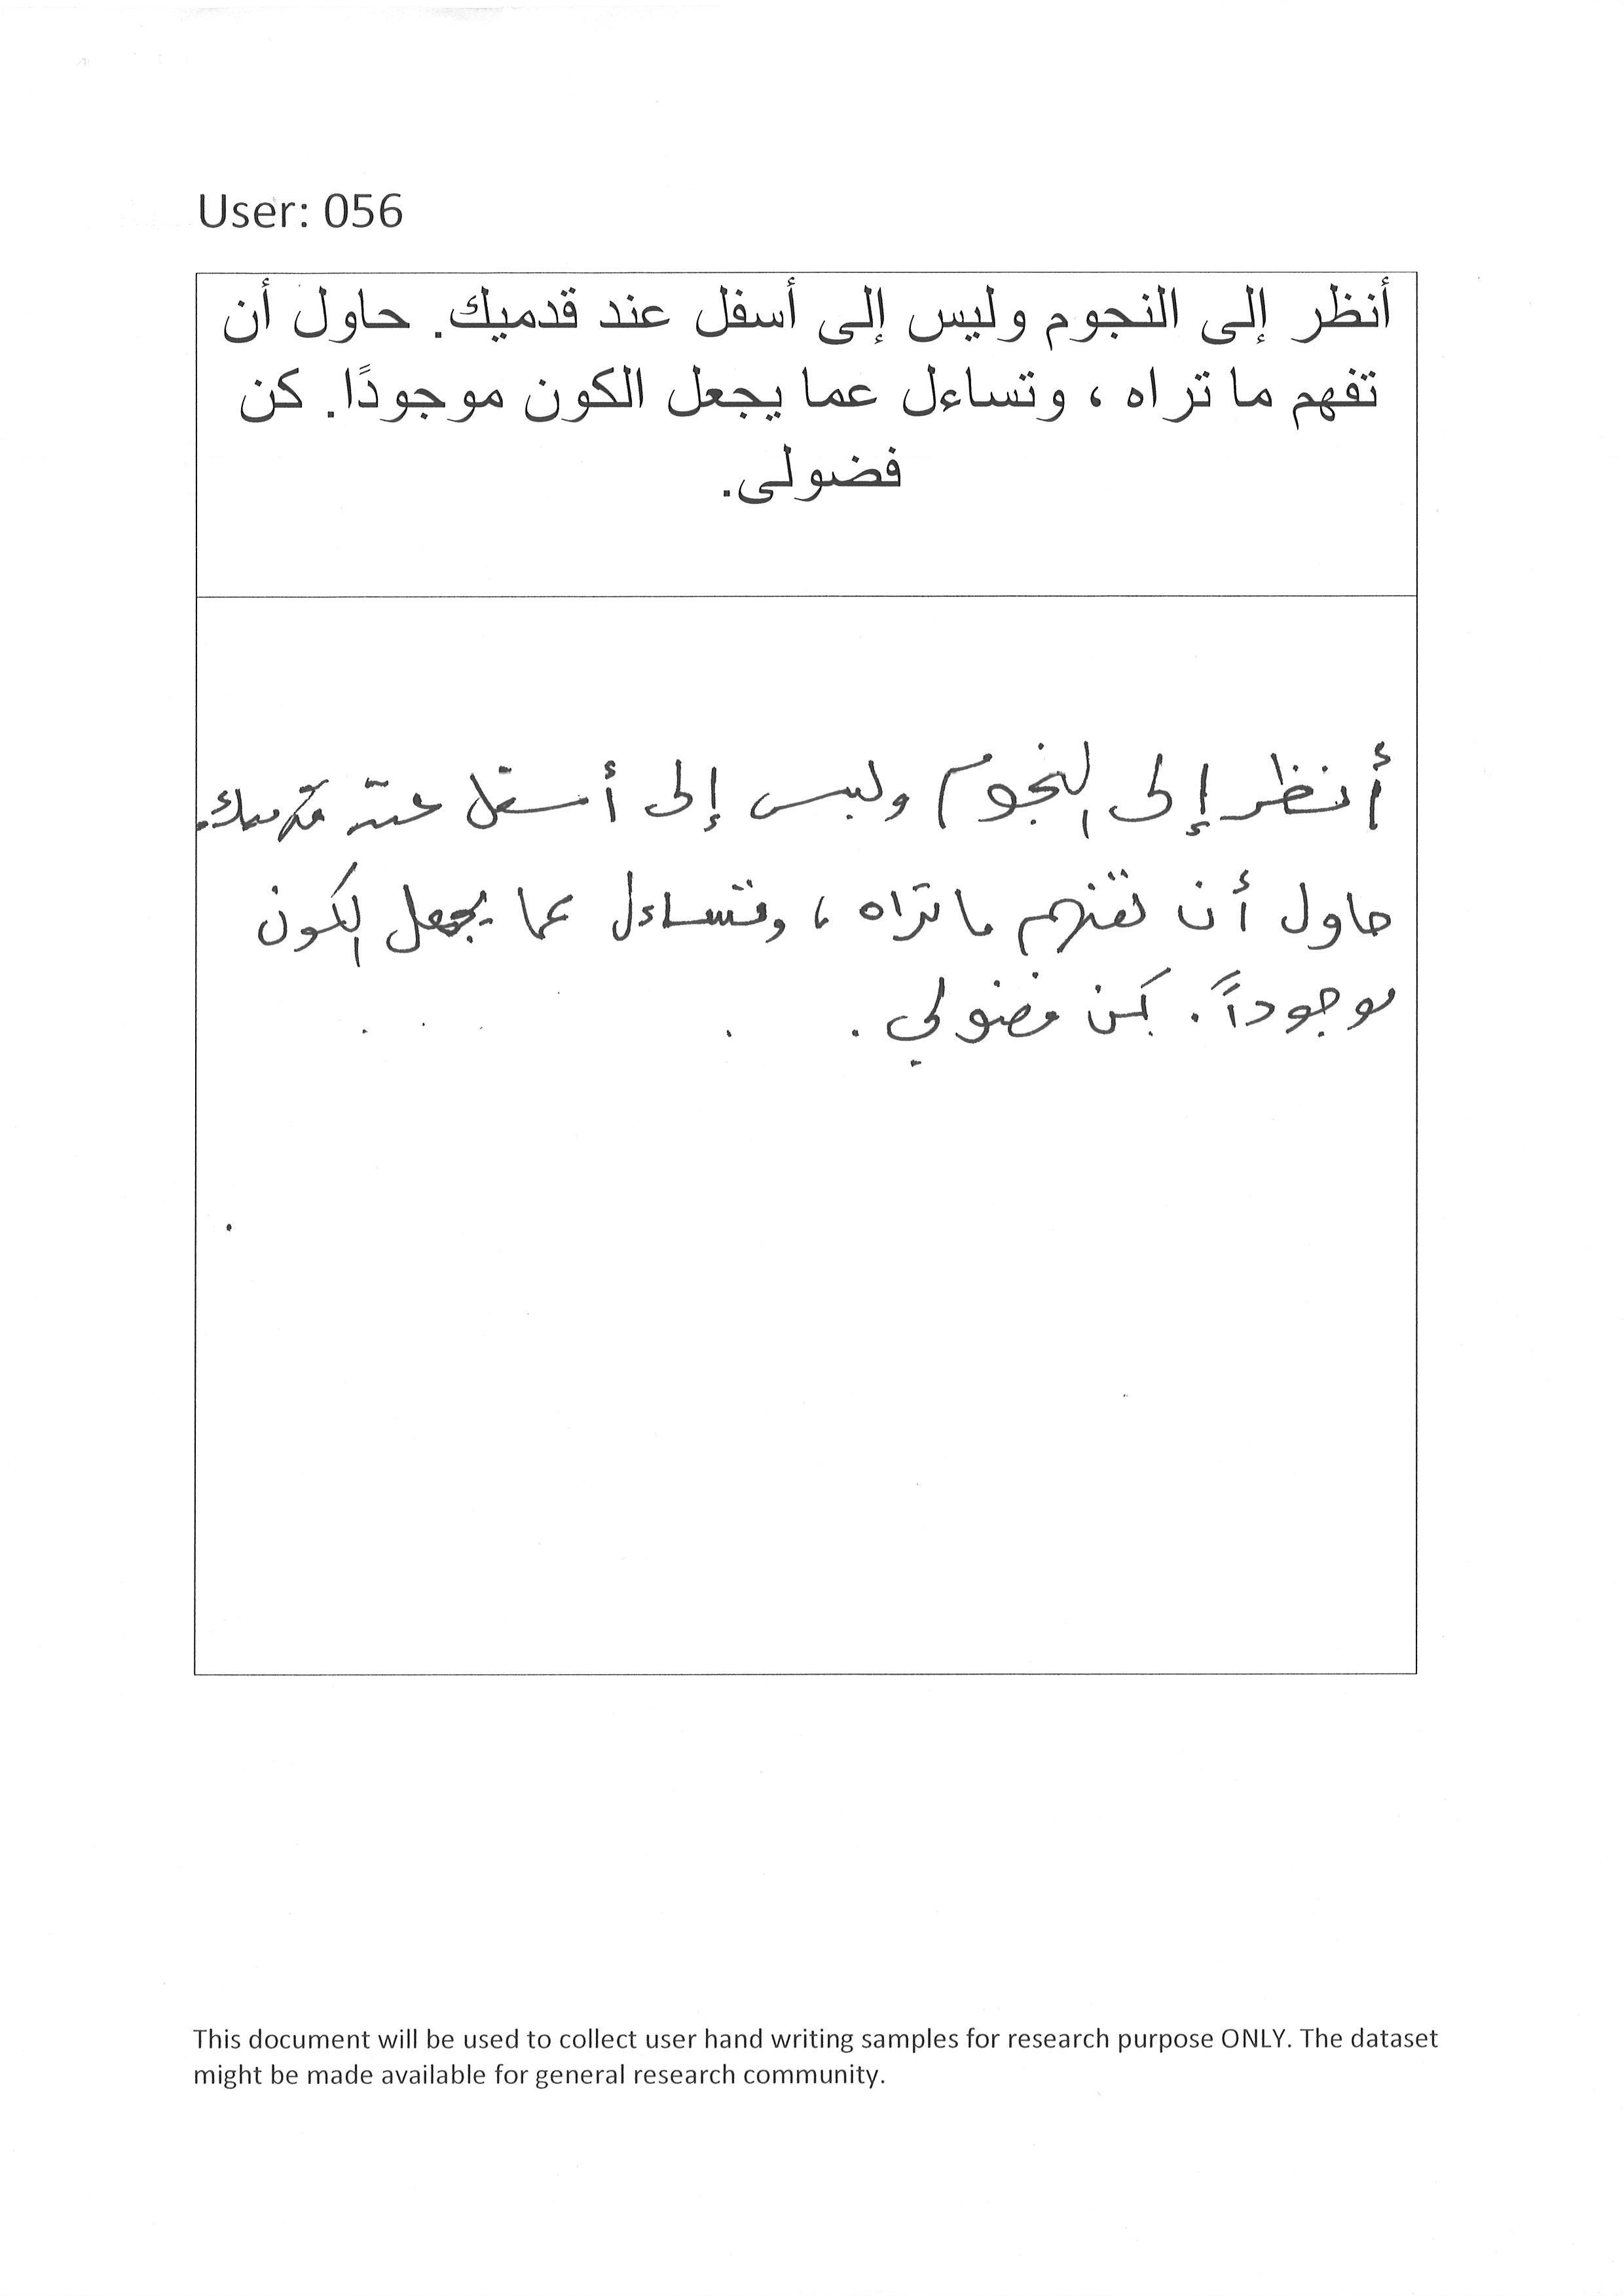 User: 056
أنظر إلى النجوم وليس إلى أسفل عند قدميك. حاول أن
تفهم ما تراه ، وتساءل عما يجعل الكون موجودًا. كن
فضولى.
أنظر إلى النجوم وليس إلى أسفل عند قدميك.
حاول أن تفهم ما تراه ، وتساءل عما يجعل الكون
موجوداً. كن فضولي.
This document will be used to collect user hand writing samples for research purpose ONLY. The dataset
might be made available for general research community.